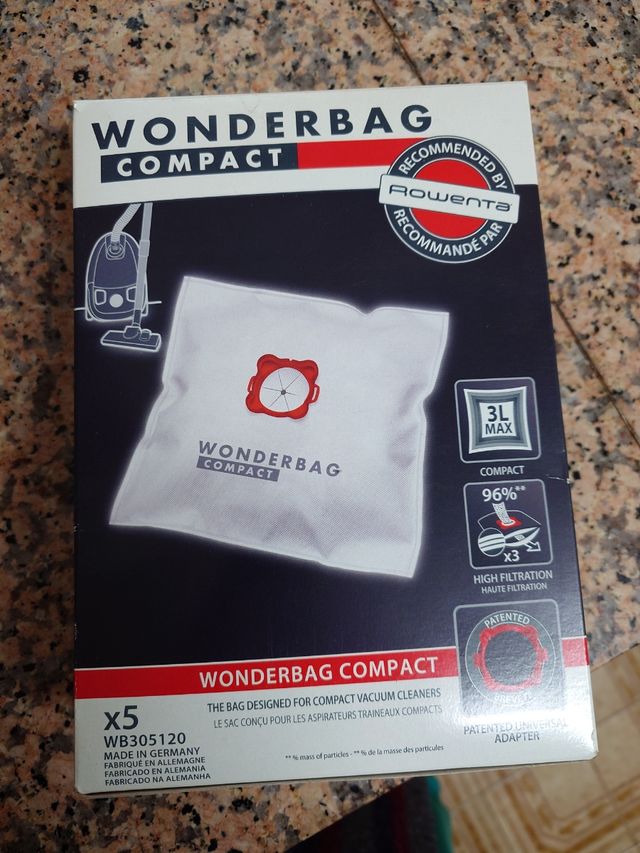 WONDERBAG
COMPACT
RECOMMENDED BY
Rowenta
RECOMMANDÉ PAR
WONDERBAG
COMPACT
3L
MAX
COMPACT
96%**
x3
HIGH FILTRATION
HAUTE FILTRATION
PATENTED
BREVETÉ
PATENTED UNIVERSAL
ADAPTER
WONDERBAG COMPACT
THE BAG DESIGNED FOR COMPACT VACUUM CLEANERS
LE SAC CONÇU POUR LES ASPIRATEURS TRAINEAUX COMPACTS
x5
WB305120
MADE IN GERMANY
FABRIQUÉ EN ALLEMAGNE
FABRICADO EN ALEMANIA
FABRICADO NA ALEMANHA
** % mass of particles - ** % de la masse des particules